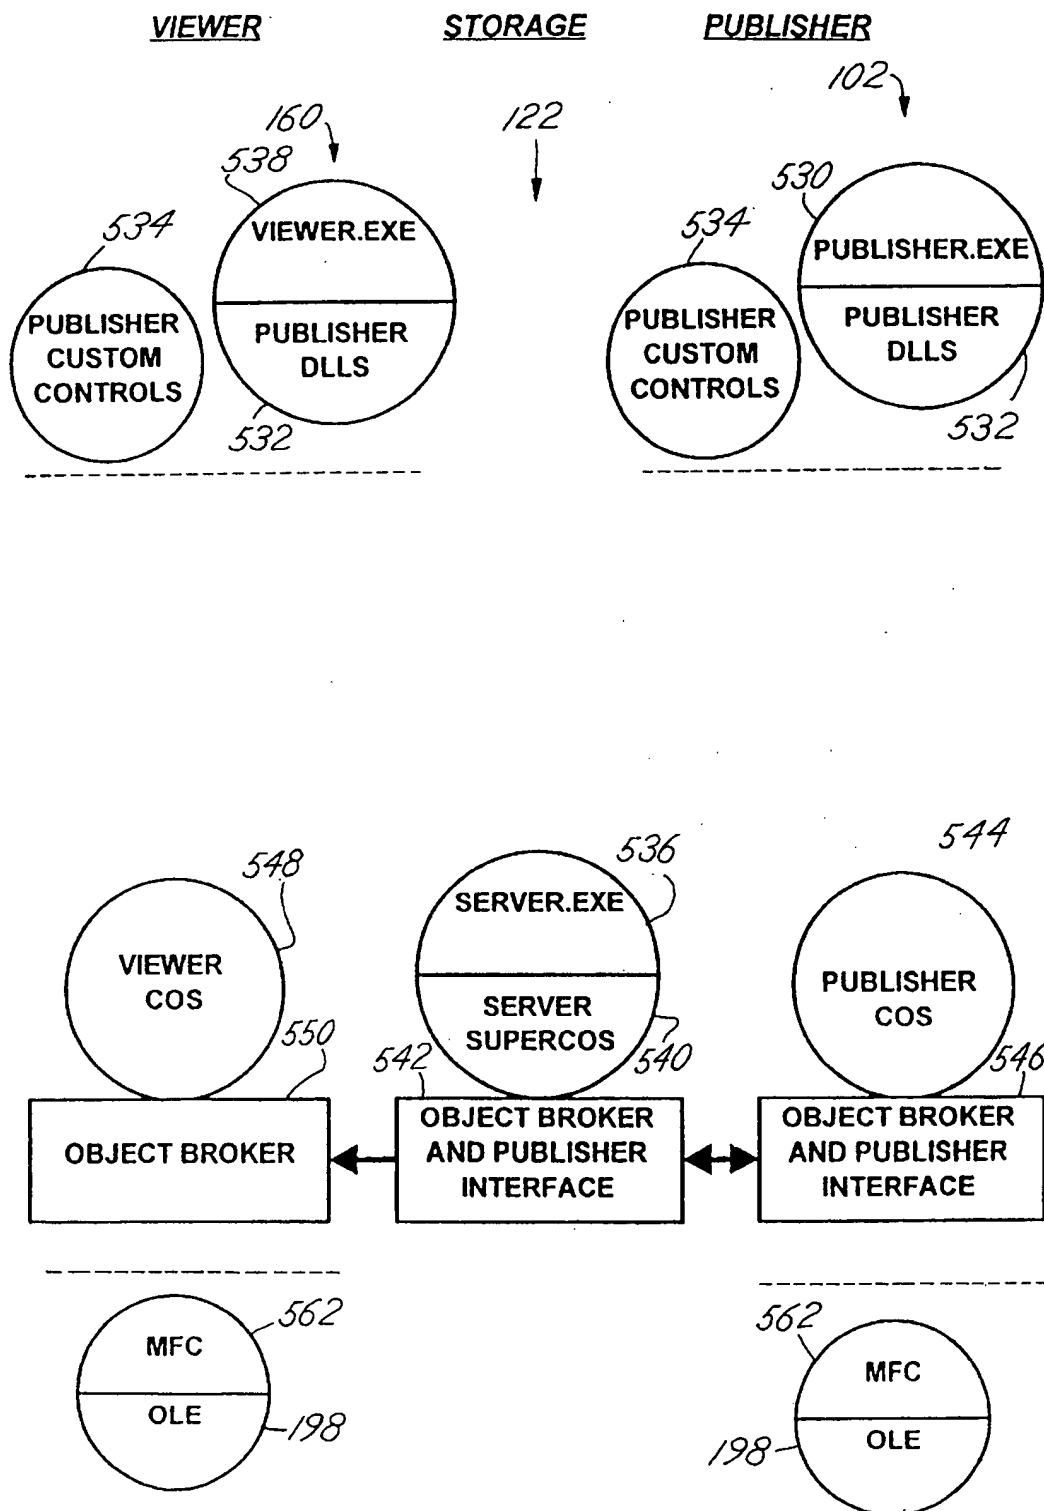 VIEWER STORAGE PUBLISHER
102
160
122
538
530
534
534
VIEWER.EXE
PUBLISHER.EXE
PUBLISHER
CUSTOM
CONTROLS
PUBLISHER
DLLS
PUBLISHER
CUSTOM
CONTROLS
PUBLISHER
DLLS
532
532
544
536
548
SERVER.EXE
VIEWER
COS
PUBLISHER
COS
SERVER
SUPERCOS
550
542
540
546
OBJECT BROKER
OBJECT BROKER
AND PUBLISHER
INTERFACE
OBJECT BROKER
AND PUBLISHER
INTERFACE
562
562
MFC
MFC
OLE
OLE
198
198